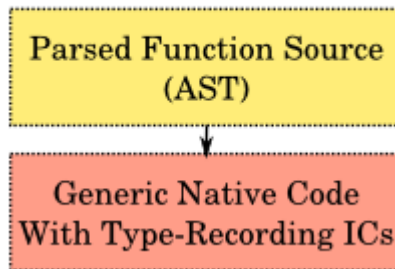 Parsed Function Source
(AST)
Generic Native Code
With Type-Recording ICs